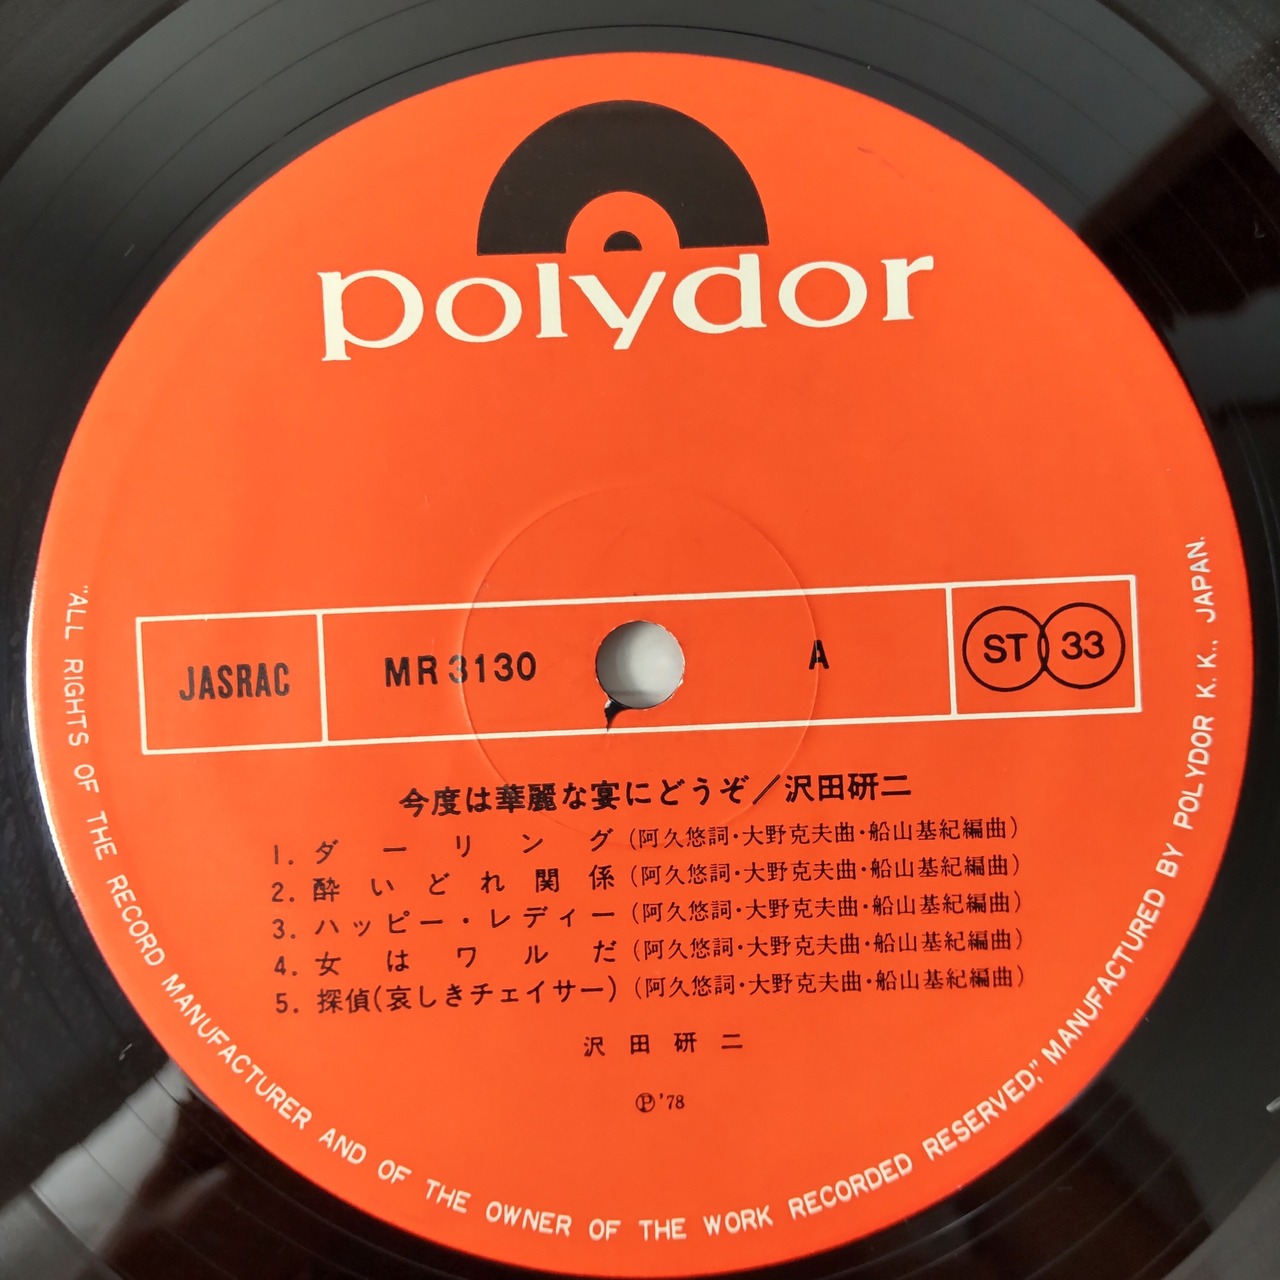 polydor
JASRAC MR 3130 A ST 33
今度は華麗な宴にどうぞ/沢田研二
1. ダーリング(阿久悠詞・大野克夫曲・船山基紀編曲)
2. 酔いどれ関係(阿久悠詞・大野克夫曲・船山基紀編曲)
3. ハッピー・レディー(阿久悠詞・大野克夫曲・船山基紀編曲)
4. 女はワルだ(阿久悠詞・大野克夫曲・船山基紀編曲)
5. 探偵(哀しきチェイサー)(阿久悠詞・大野克夫曲・船山基紀編曲)
沢田研二
Ⓟ'78
"ALL RIGHTS OF THE RECORD MANUFACTURER AND OF THE OWNER OF THE WORK RECORDED RESERVED," MANUFACTURED BY POLYDOR K. K., JAPAN.